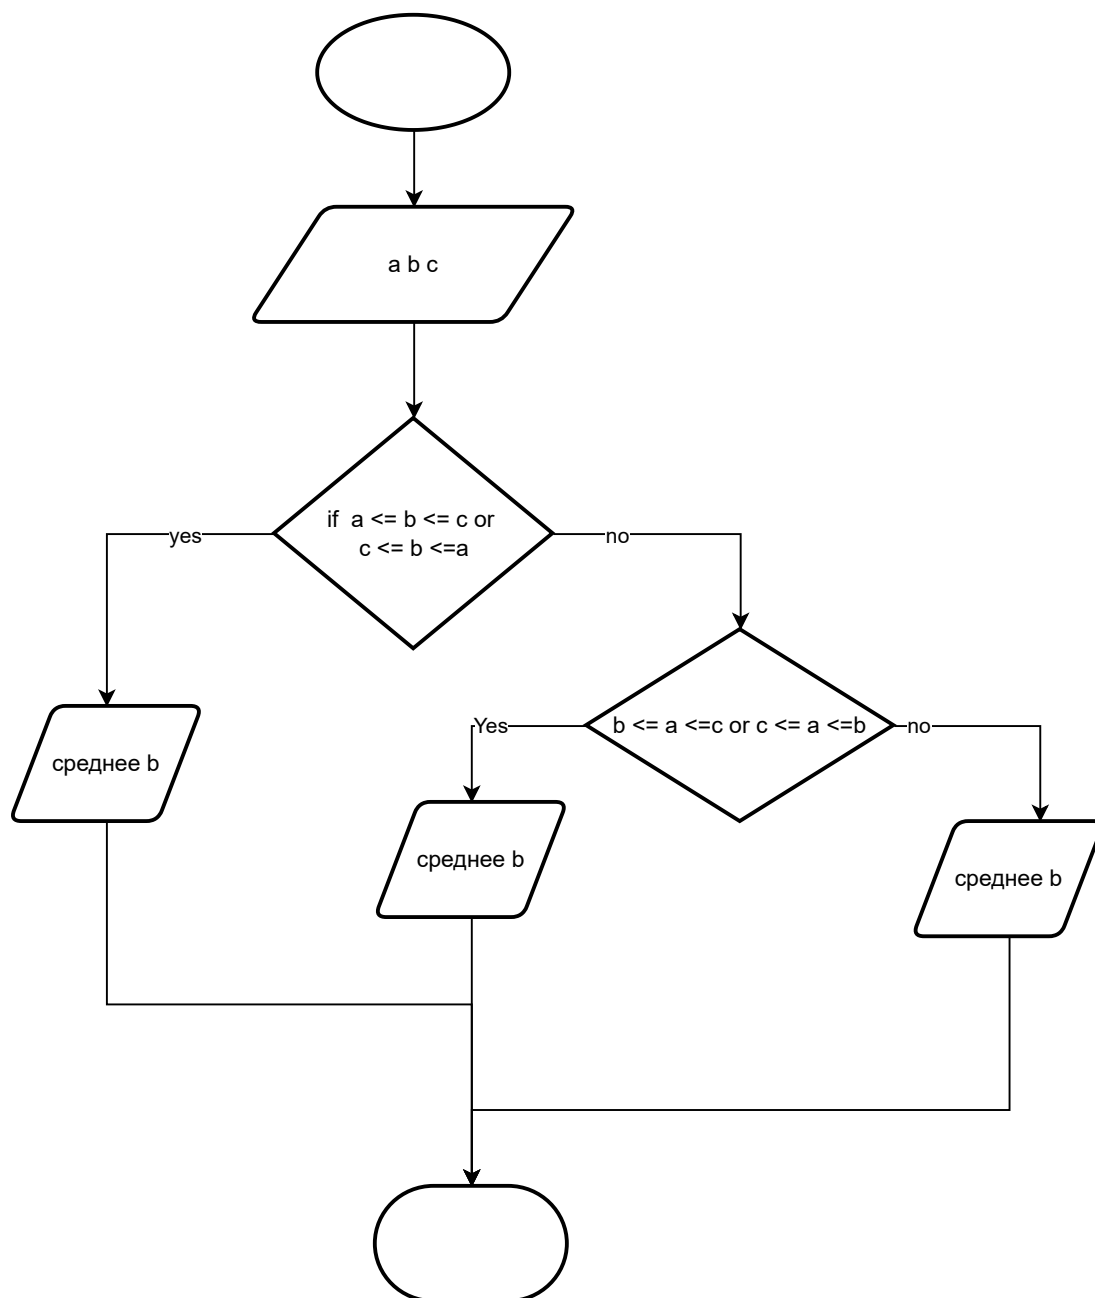 a b c
if  a <= b <= c or
c <= b <=a
yes
no
b <= a <=c or c <= a <=b
Yes
no
среднее b
среднее b
среднее b